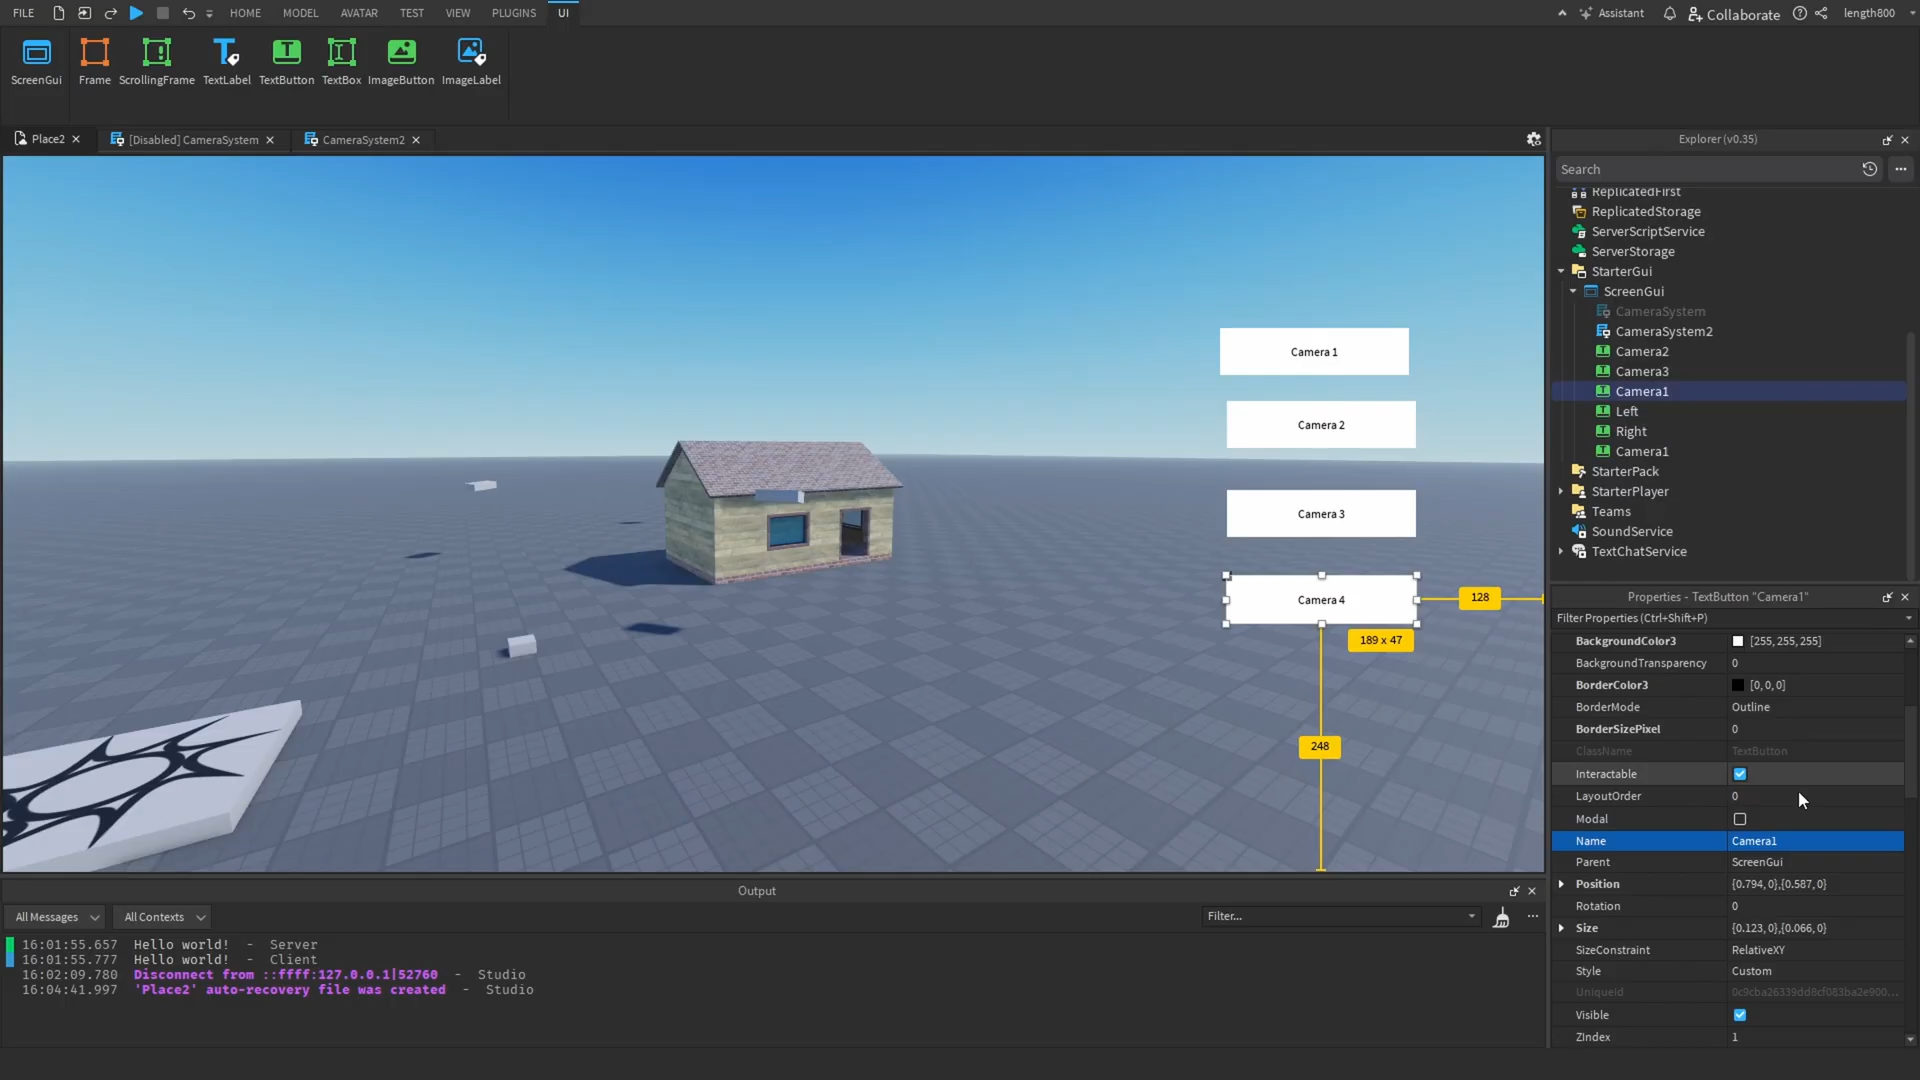 FILE HOME MODEL AVATAR TEST VIEW PLUGINS UI Assistant Collaborate length800
ScreenGui Frame ScrollingFrame TextLabel TextButton TextBox ImageButton ImageLabel
Place2 [Disabled] CameraSystem CameraSystem2
Explorer (v0.35)
Search
ReplicatedFirst
ReplicatedStorage
ServerScriptService
ServerStorage
StarterGui
ScreenGui
CameraSystem
CameraSystem2
Camera2
Camera3
Camera1
Left
Right
Camera1
StarterPack
StarterPlayer
Teams
SoundService
TextChatService
Camera 1
Camera 2
Camera 3
Camera 4
128
189 x 47
248
Properties - TextButton "Camera1"
Filter Properties (Ctrl+Shift+P)
BackgroundColor3 [255, 255, 255]
BackgroundTransparency 0
BorderColor3 [0, 0, 0]
BorderMode Outline
BorderSizePixel 0
ClassName TextButton
Interactable
LayoutOrder 0
Modal
Name Camera1
Parent ScreenGui
Position {0.794, 0},{0.587, 0}
Rotation 0
Size {0.123, 0},{0.066, 0}
SizeConstraint RelativeXY
Style Custom
UniqueId 0c9cba26339dd8cf083ba2e900...
Visible
ZIndex 1
Output
All Messages All Contexts Filter...
16:01:55.657 Hello world! - Server
16:01:55.777 Hello world! - Client
16:02:09.780 Disconnect from ::ffff:127.0.0.1|52760 - Studio
16:04:41.997 'Place2' auto-recovery file was created - Studio